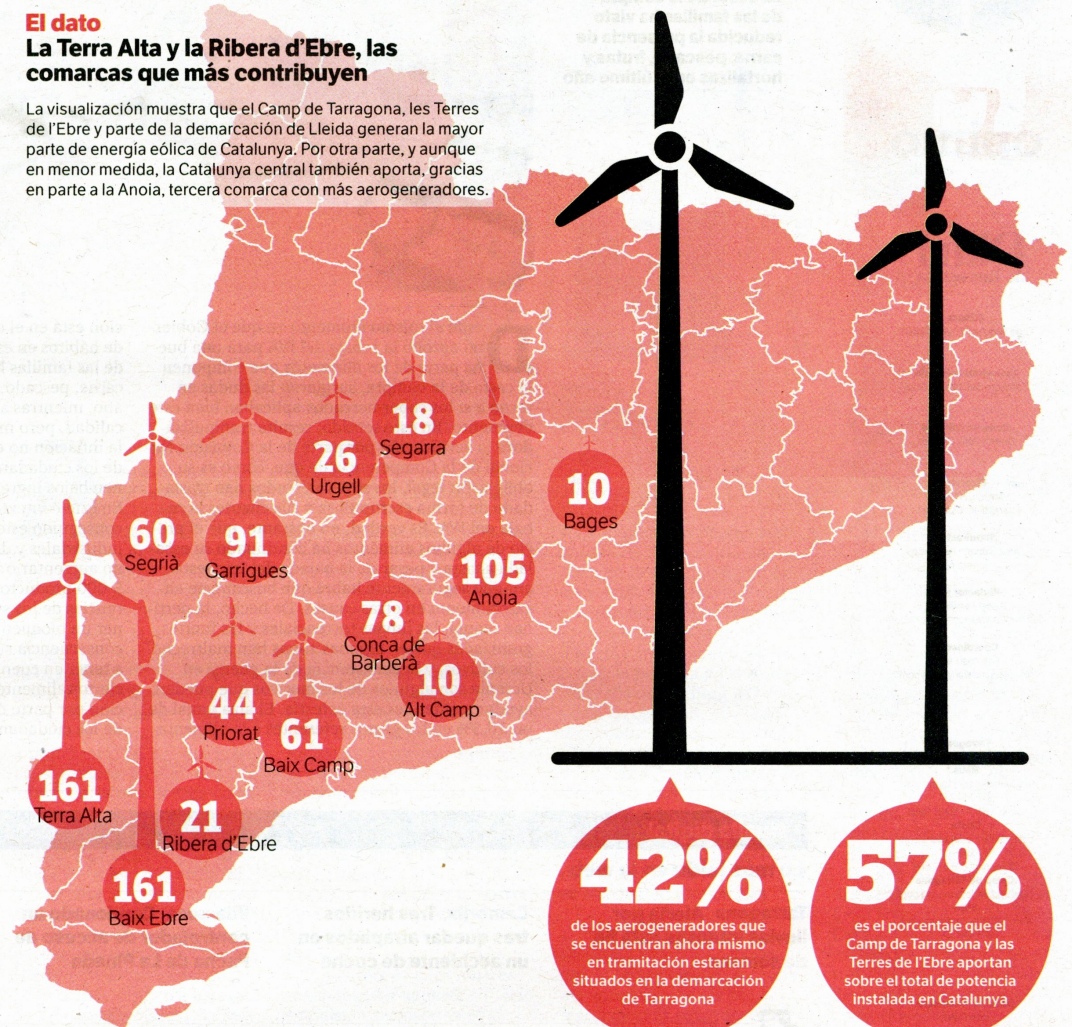 El dato
La Terra Alta y la Ribera d’Ebre, las
comarcas que más contribuyen
La visualización muestra que el Camp de Tarragona, les Terres
de l’Ebre y parte de la demarcación de Lleida generan la mayor
parte de energía eólica de Catalunya. Por otra parte, y aunque
en menor medida, la Catalunya central también aporta, gracias
en parte a la Anoia, tercera comarca con más aerogeneradores.
18
Segarra
26
Urgell
10
Bages
60
Segrià
91
Garrigues
105
Anoia
78
Conca de
Barberà
10
Alt Camp
44
Priorat
61
Baix Camp
161
Terra Alta
21
Ribera d’Ebre
161
Baix Ebre
42%
de los aerogeneradores que
se encuentran ahora mismo
en tramitación estarían
situados en la demarcación
de Tarragona
57%
es el porcentaje que el
Camp de Tarragona y las
Terres de l’Ebre aportan
sobre el total de potencia
instalada en Catalunya